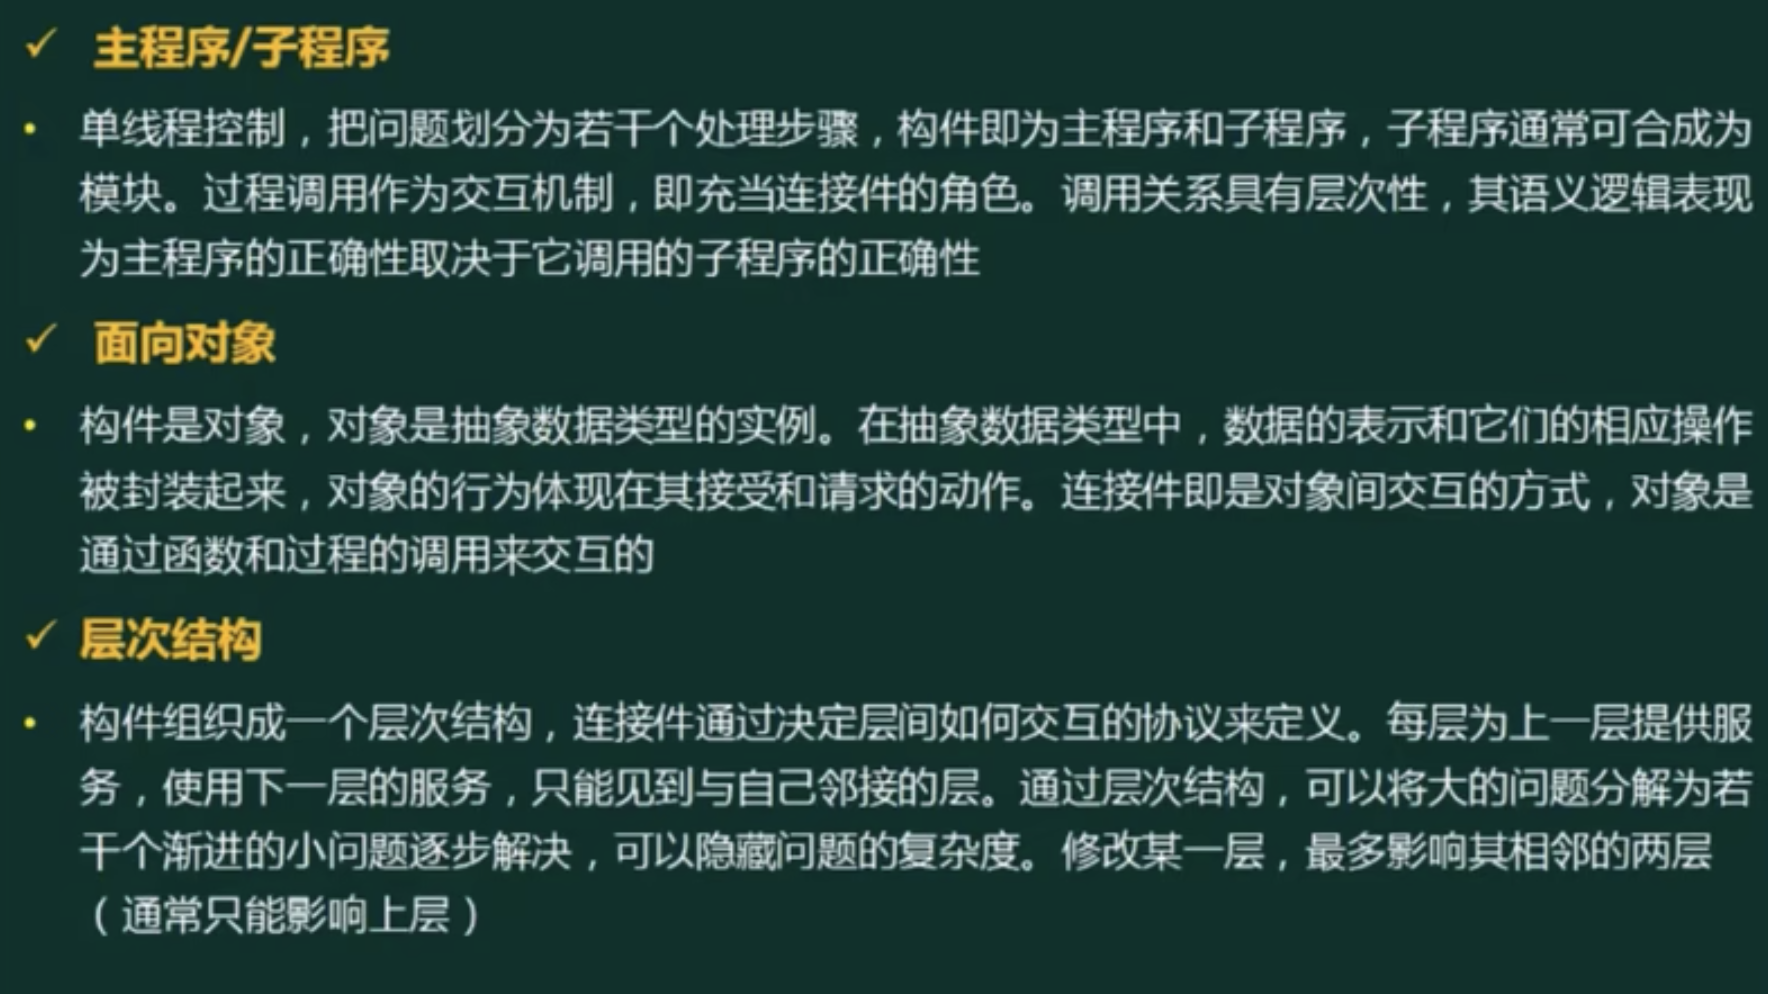 ✓ 主程序/子程序
• 单线程控制，把问题划分为若干个处理步骤，构件即为主程序和子程序，子程序通常可合成为
模块。过程调用作为交互机制，即充当连接件的角色。调用关系具有层次性，其语义逻辑表现
为主程序的正确性取决于它调用的子程序的正确性
✓ 面向对象
• 构件是对象，对象是抽象数据类型的实例。在抽象数据类型中，数据的表示和它们的相应操作
被封装起来，对象的行为体现在其接受和请求的动作。连接件即是对象间交互的方式，对象是
通过函数和过程的调用来交互的
✓ 层次结构
• 构件组织成一个层次结构，连接件通过决定层间如何交互的协议来定义。每层为上一层提供服
务，使用下一层的服务，只能见到与自己邻接的层。通过层次结构，可以将大的问题分解为若
干个渐进的小问题逐步解决，可以隐藏问题的复杂度。修改某一层，最多影响其相邻的两层
（通常只能影响上层）